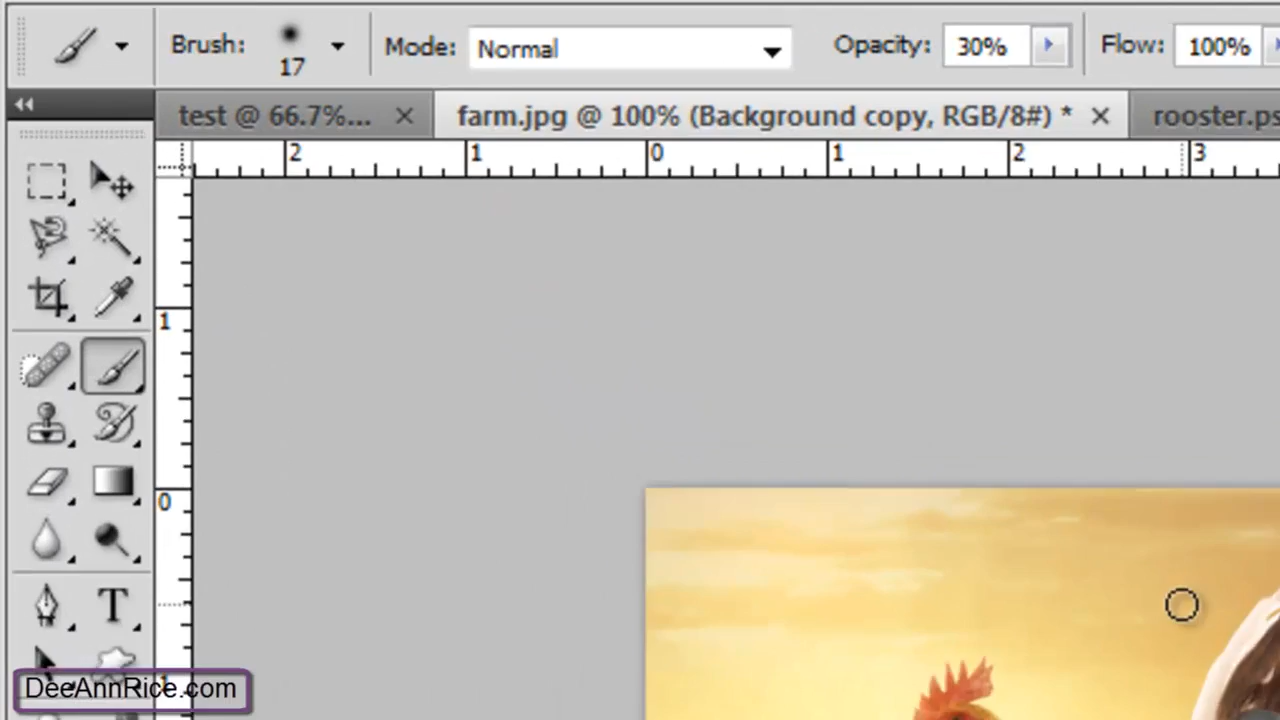 Brush: 17 Mode: Normal Opacity: 30% Flow: 100%
test @ 66.7%... farm.jpg @ 100% (Background copy, RGB/8#) * rooster.ps
2 1 0 1 2 3
1
0
1
T
DeeAnnRice.com